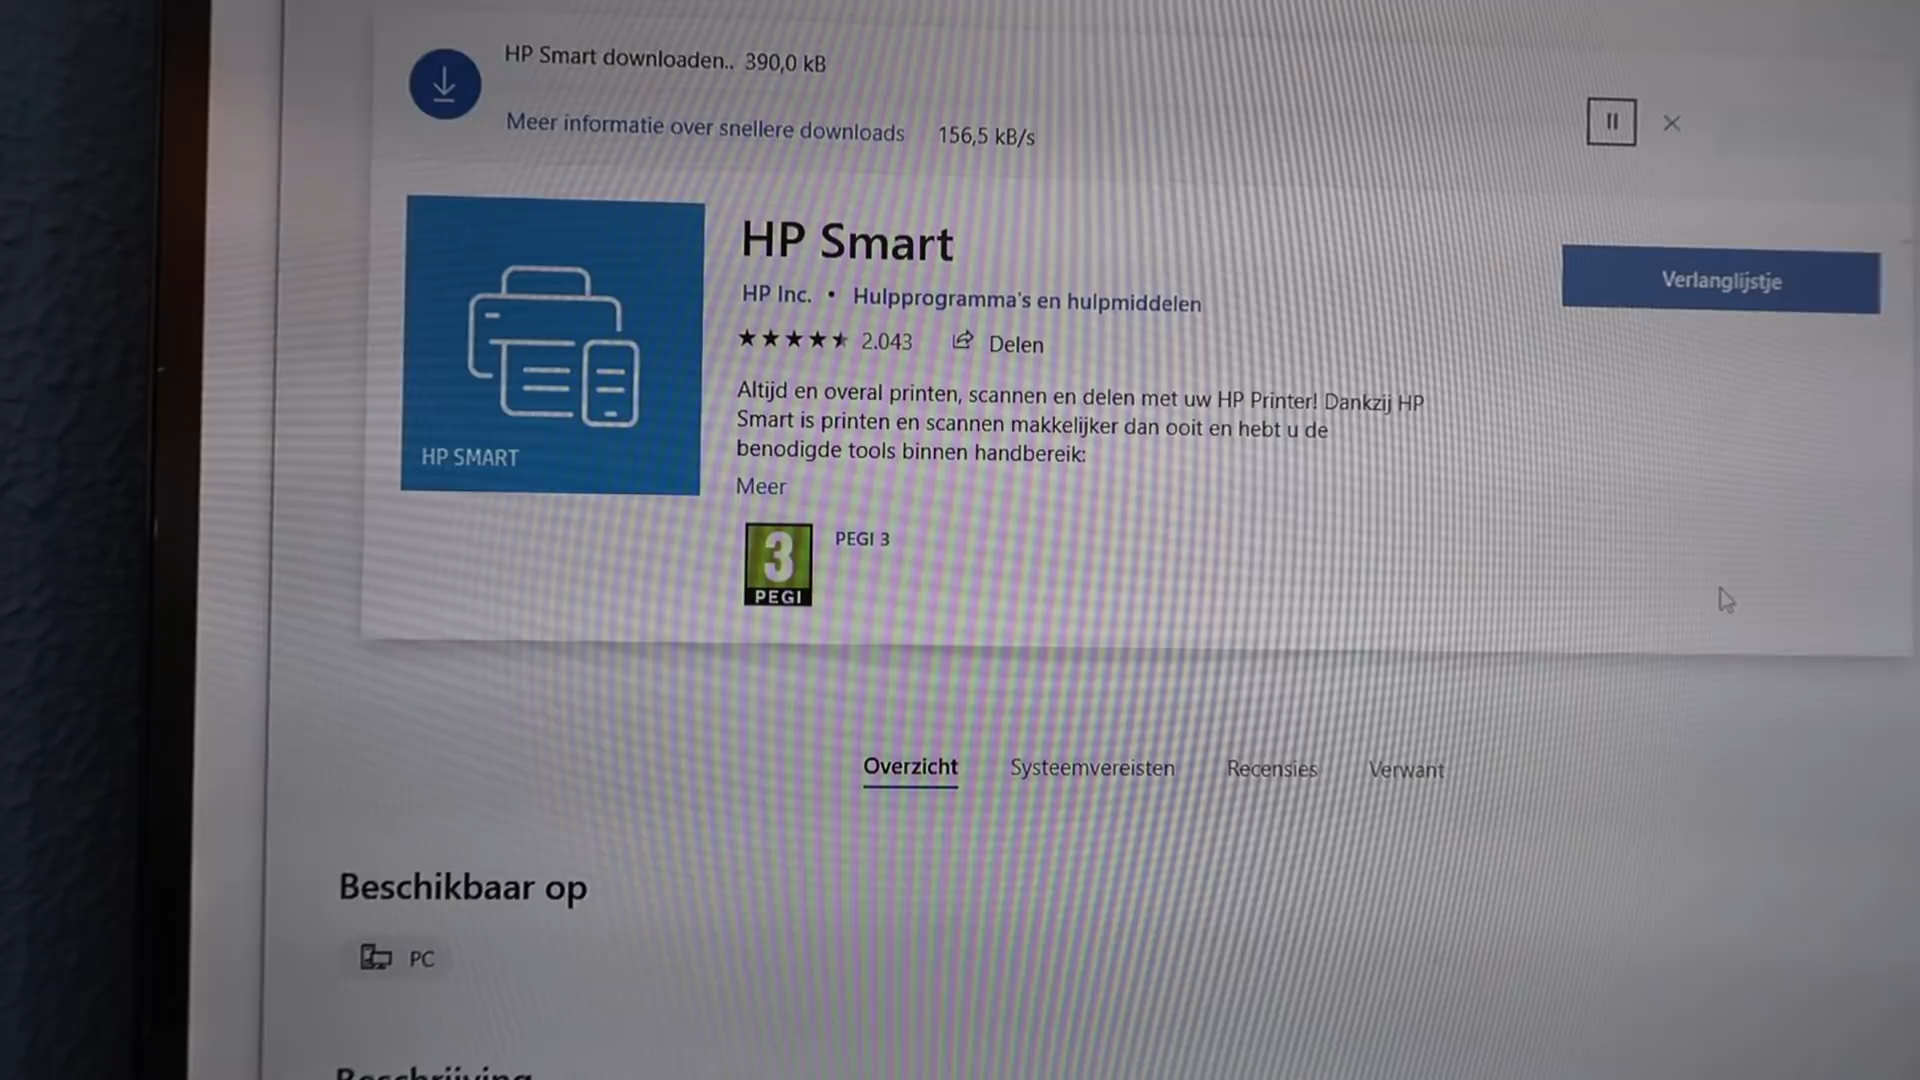 HP Smart downloaden.. 390,0 kB
Meer informatie over snellere downloads 156,5 kB/s
HP SMART
HP Smart
HP Inc. • Hulpprogramma's en hulpmiddelen
2.043 Delen
Verlanglijstje
Altijd en overal printen, scannen en delen met uw HP Printer! Dankzij HP
Smart is printen en scannen makkelijker dan ooit en hebt u de
benodigde tools binnen handbereik:
Meer
3
PEGI
PEGI 3
Overzicht Systeemvereisten Recensies Verwant
Beschikbaar op
PC
Beschrijving